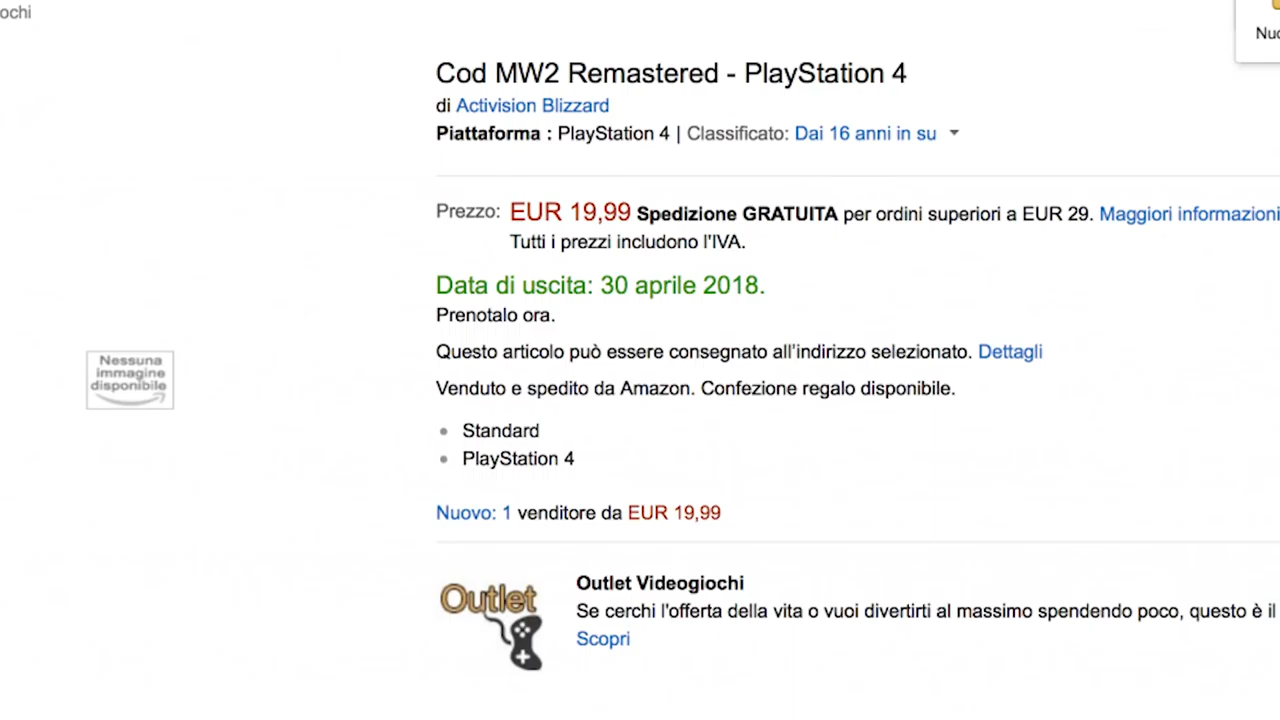 ochi
Nuo
Cod MW2 Remastered - PlayStation 4
di Activision Blizzard
Piattaforma : PlayStation 4 | Classificato: Dai 16 anni in su
Prezzo: EUR 19,99 Spedizione GRATUITA per ordini superiori a EUR 29. Maggiori informazioni
Tutti i prezzi includono l'IVA.
Data di uscita: 30 aprile 2018.
Prenotalo ora.
Questo articolo può essere consegnato all'indirizzo selezionato. Dettagli
Nessuna
immagine
disponibile
Venduto e spedito da Amazon. Confezione regalo disponibile.
Standard
PlayStation 4
Nuovo: 1 venditore da EUR 19,99
Outlet
Outlet Videogiochi
Se cerchi l'offerta della vita o vuoi divertirti al massimo spendendo poco, questo è il
Scopri